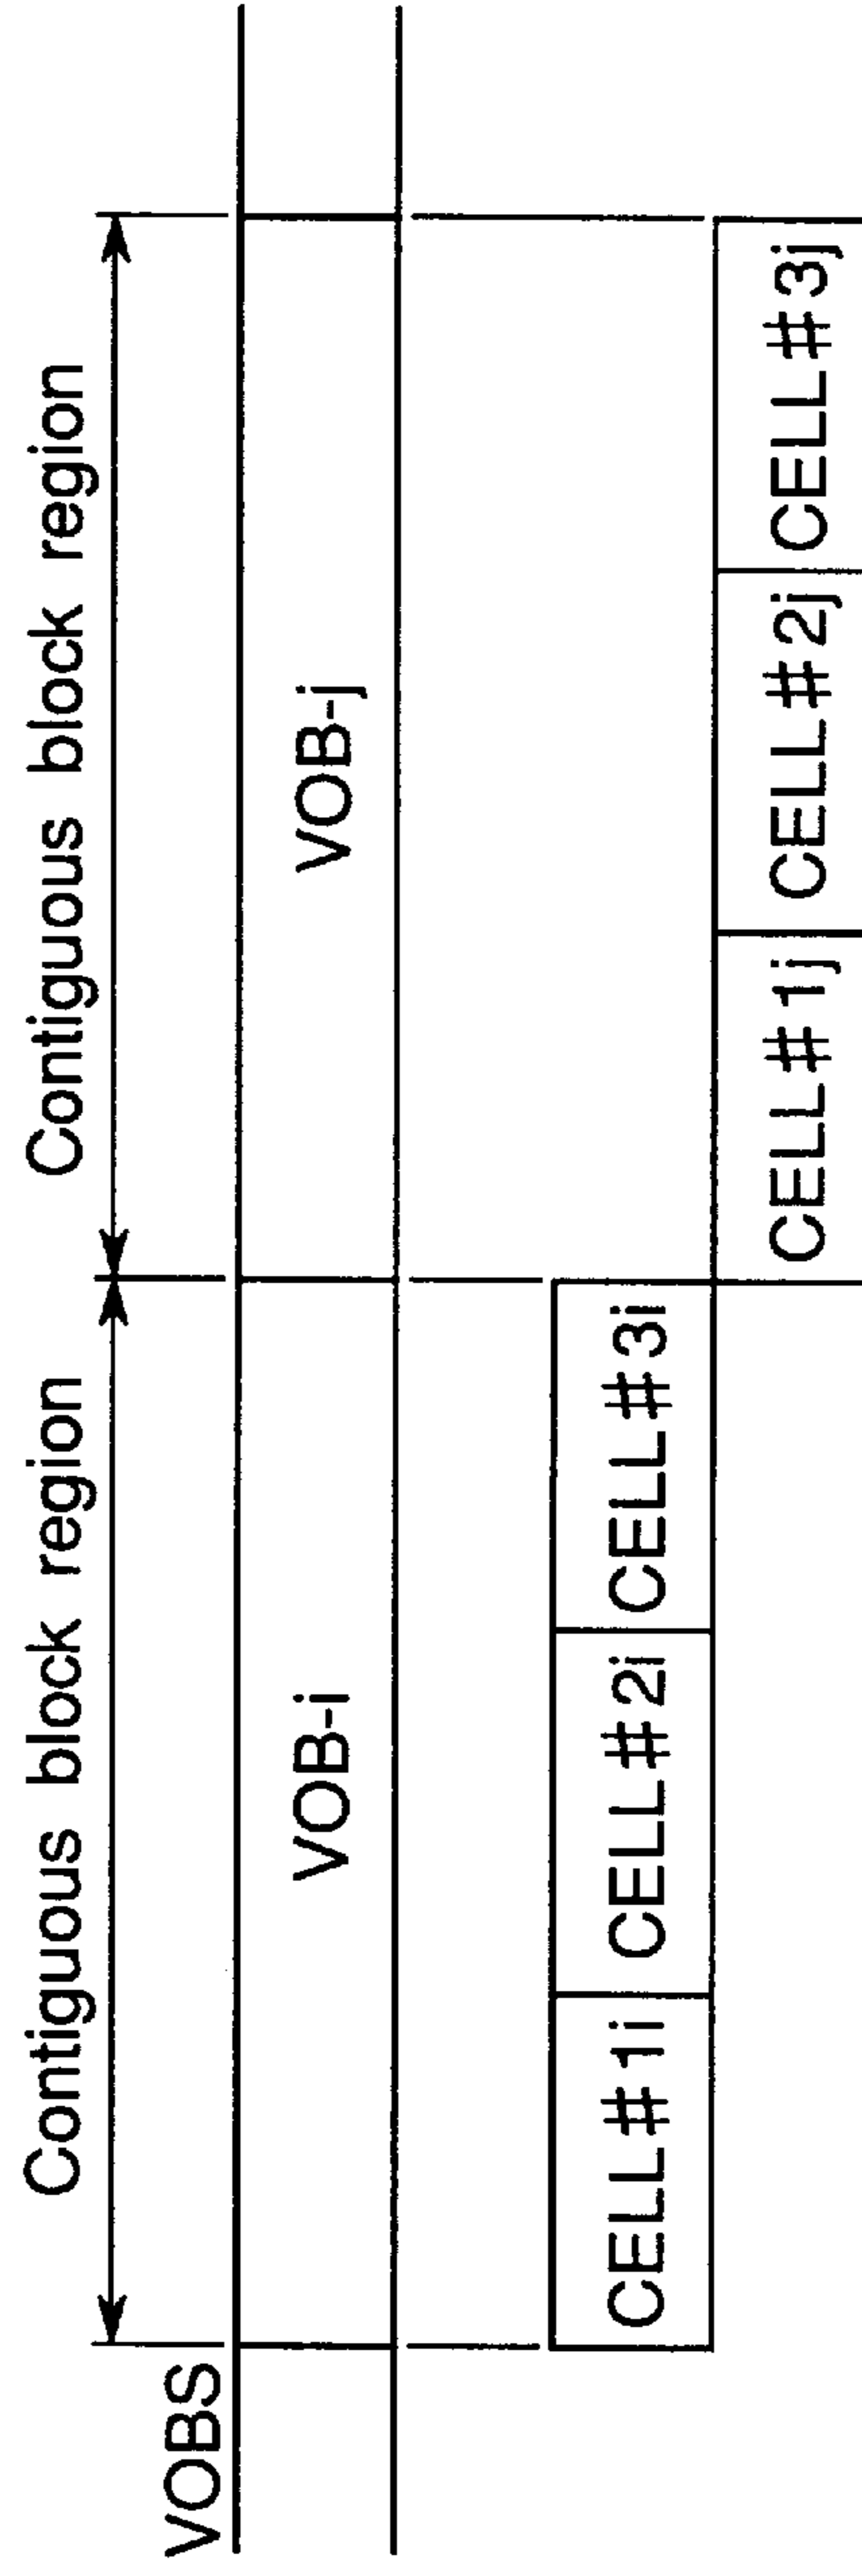 Contiguous block region
Contiguous block region
VOBS
VOB-i
VOB-j
CELL#1i
CELL#2i
CELL#3i
CELL#1j
CELL#2j
CELL#3j